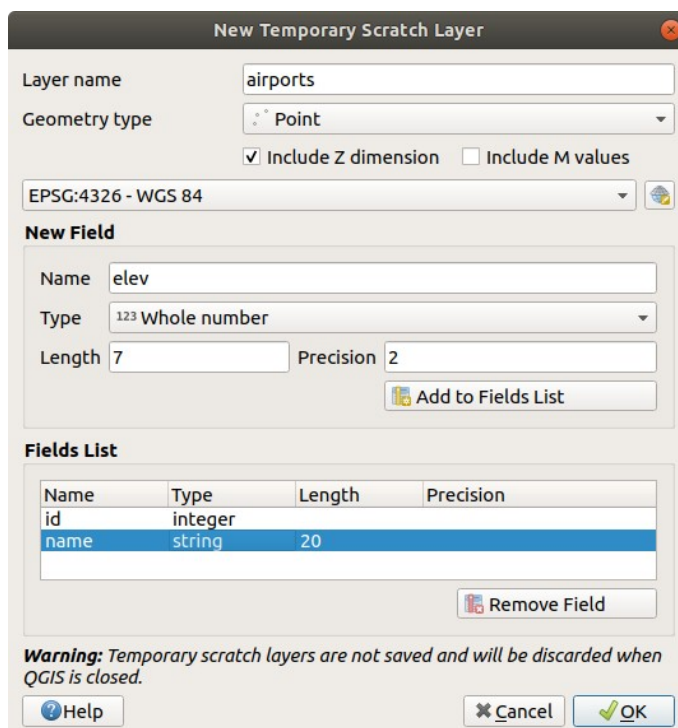 New Temporary Scratch Layer
Layer name airports
Geometry type Point
Include Z dimension Include M values
EPSG:4326 - WGS 84
New Field
Name elev
Type 123 Whole number
Length 7 Precision 2
Add to Fields List
Fields List
Name Type Length Precision
id integer
name string 20
Remove Field
Warning: Temporary scratch layers are not saved and will be discarded when
QGIS is closed.
Help Cancel OK